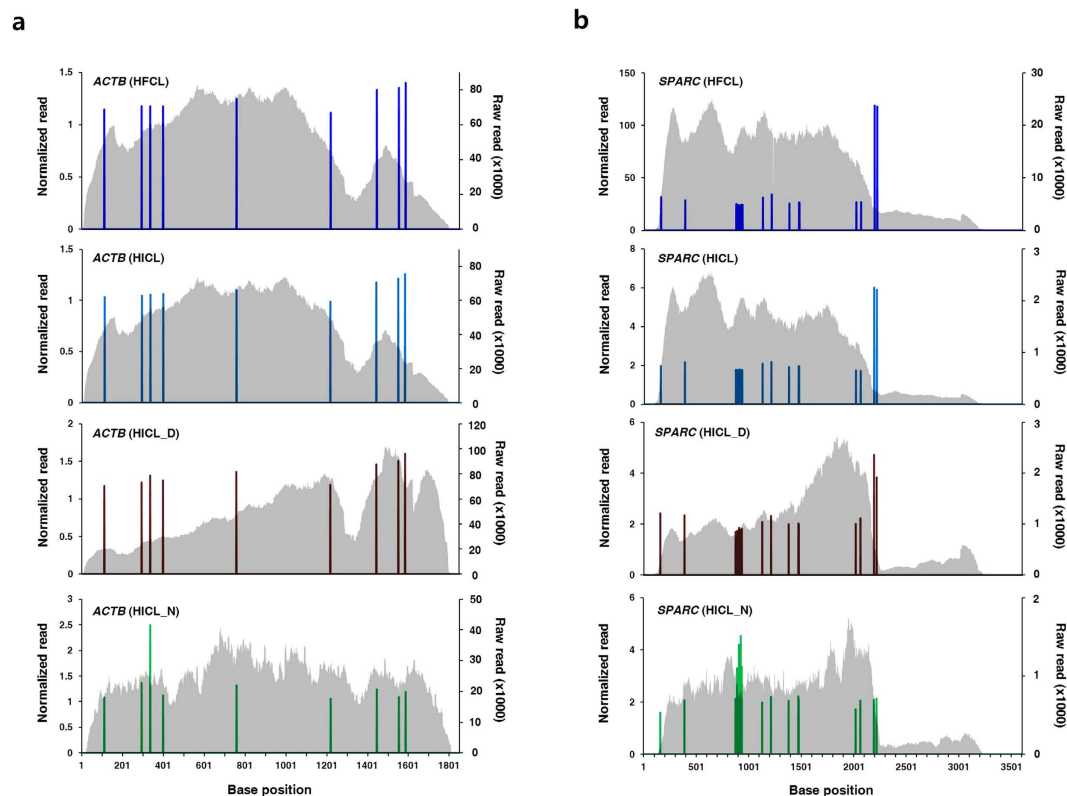 a
b
ACTB (HFCL)
Normalized read
1.5
1
0.5
0
80
60
40
20
0
Raw read (x1000)
SPARC (HFCL)
Normalized read
150
100
50
0
30
20
10
0
Raw read (x1000)
ACTB (HICL)
Normalized read
1.5
1
0.5
0
80
60
40
20
0
Raw read (x1000)
SPARC (HICL)
Normalized read
8
6
4
2
0
3
2
1
0
Raw read (x1000)
ACTB (HICL_D)
Normalized read
2
1.5
1
0.5
0
120
100
80
60
40
20
0
Raw read (x1000)
SPARC (HICL_D)
Normalized read
6
4
2
0
3
2
1
0
Raw read (x1000)
ACTB (HICL_N)
Normalized read
3
2.5
2
1.5
1
0.5
0
50
40
30
20
10
0
Raw read (x1000)
1 201 401 601 801 1001 1201 1401 1601 1801
Base position
SPARC (HICL_N)
Normalized read
6
4
2
0
2
1
0
Raw read (x1000)
1 501 1001 1501 2001 2501 3001 3501
Base position